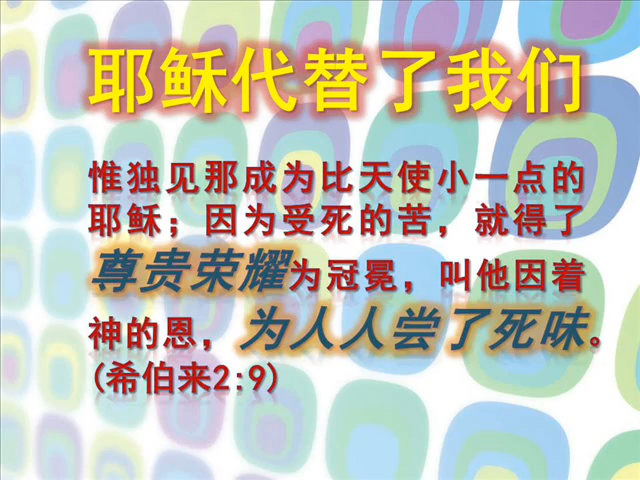 耶稣代替了我们
惟独见那成为比天使小一点的
耶稣；因为受死的苦，就得了
尊贵荣耀为冠冕，叫他因着
神的恩，为人人尝了死味。
(希伯来2:9)